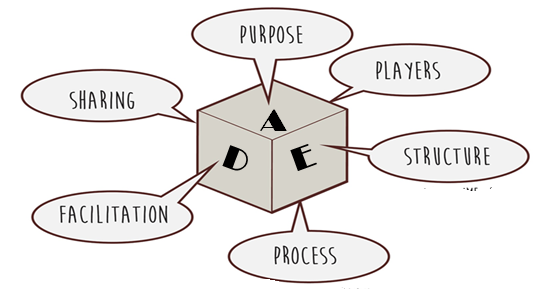 PURPOSE
PLAYERS
SHARING
A
D
E
STRUCTURE
FACILITATION
PROCESS